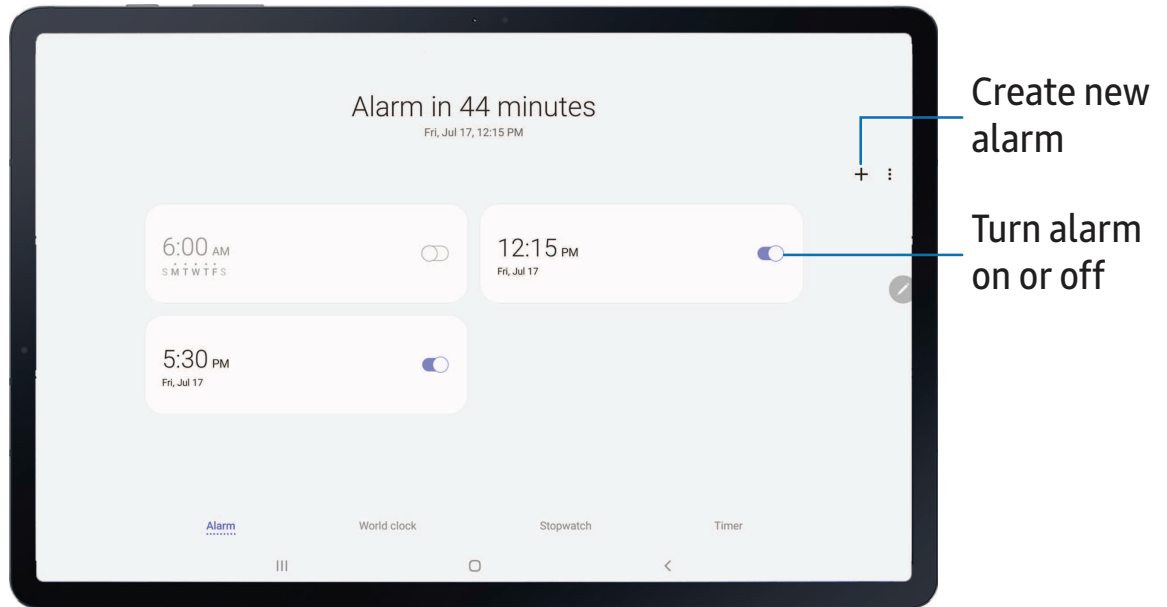 Alarm in 44 minutes
Fri, Jul 17, 12:15 PM
Create new
alarm
6:00 AM
S M T W T F S
12:15 PM
Fri, Jul 17
Turn alarm
on or off
5:30 PM
Fri, Jul 17
Alarm
World clock
Stopwatch
Timer